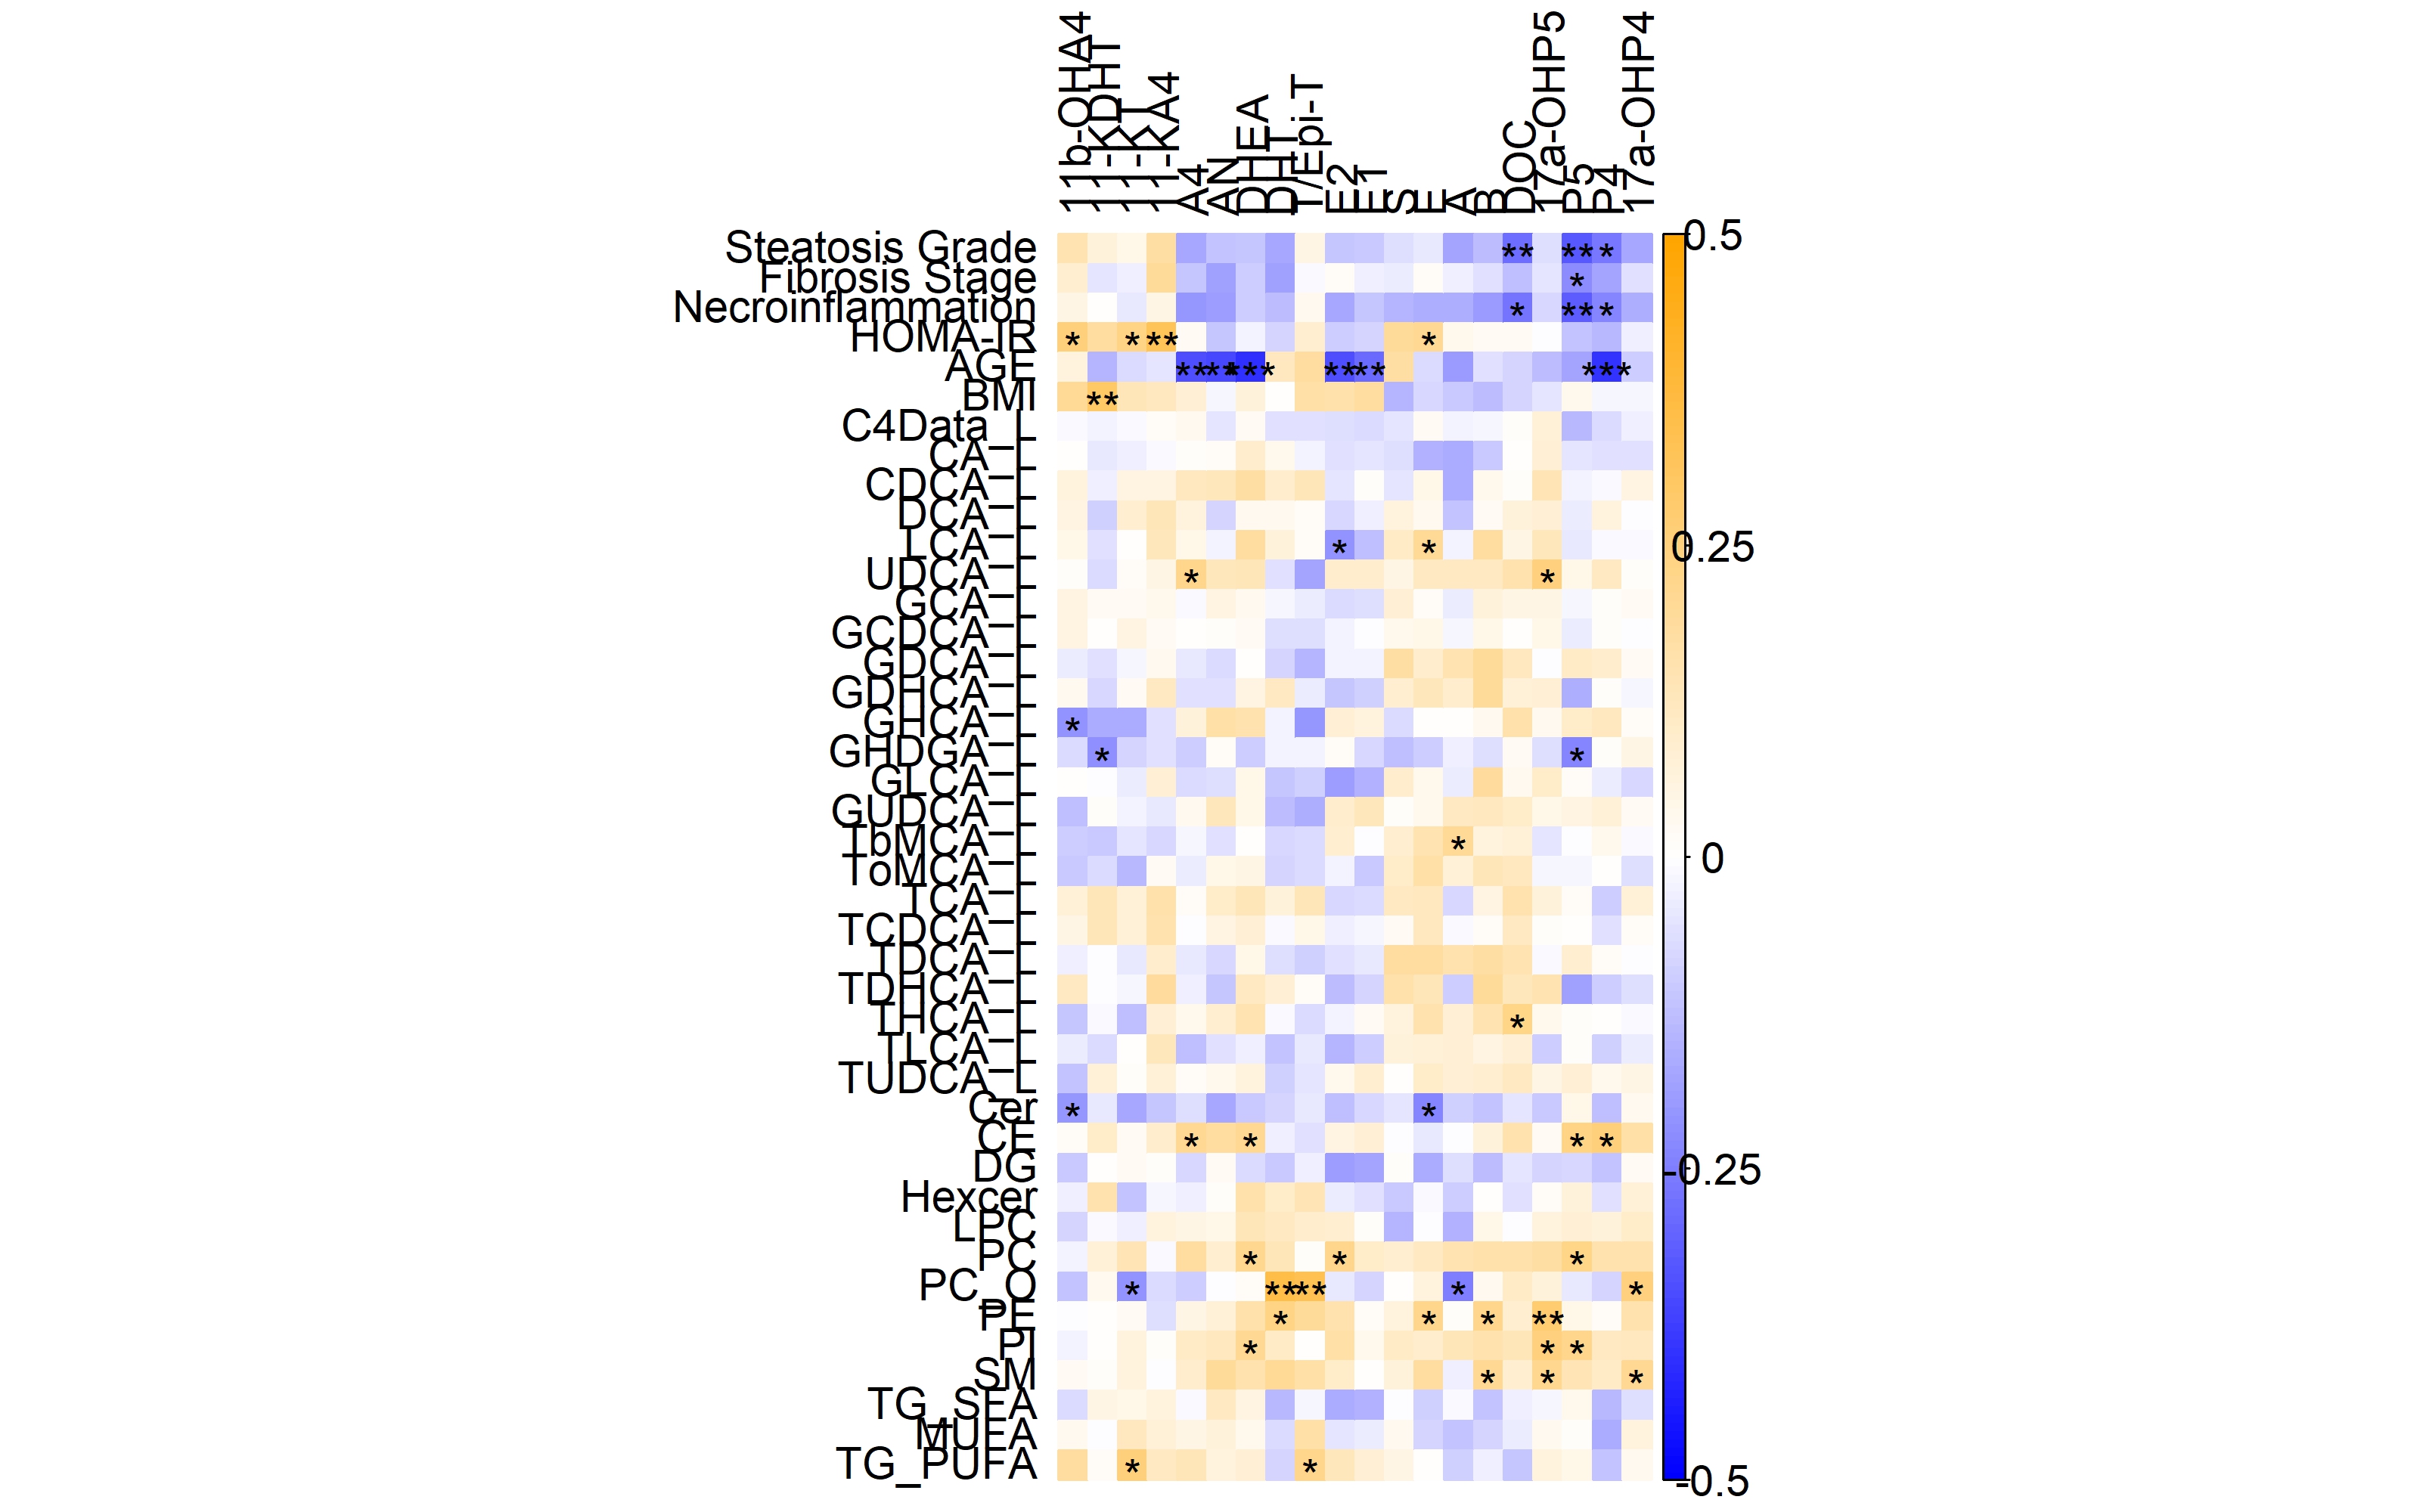 11b-OHA4
11-KDHT
11-KT
11-KA4
A4
AN
DHEA
DHT
T/Epi-T
E2
E1
S
E
A
B
DOC
17a-OHP5
P5
P4
17a-OHP4
Steatosis Grade ** ** *
Fibrosis Stage *
Necroinflammation * ** *
HOMA-IR * * ** *
AGE ** ** *** ** ** ***
BMI **
C4Data_L
CA_L
CDCA_L
DCA_L
LCA_L * *
UDCA_L * *
GCA_L
GCDCA_L
GDCA_L
GDHCA_L
GHCA_L *
GHDGA_L * *
GLCA_L
GUDCA_L
TbMCA_L *
ToMCA_L
TCA_L
TCDCA_L
TDCA_L
TDHCA_L
THCA_L *
TLCA_L
TUDCA_L
Cer * *
CE * * * *
DG
Hexcer
LPC
PC * * *
PC_O * ** ** * *
PE * * * **
PI * * *
SM * * *
TG_SFA
MUFA
TG_PUFA * *
0.5
0.25
0
-0.25
-0.5